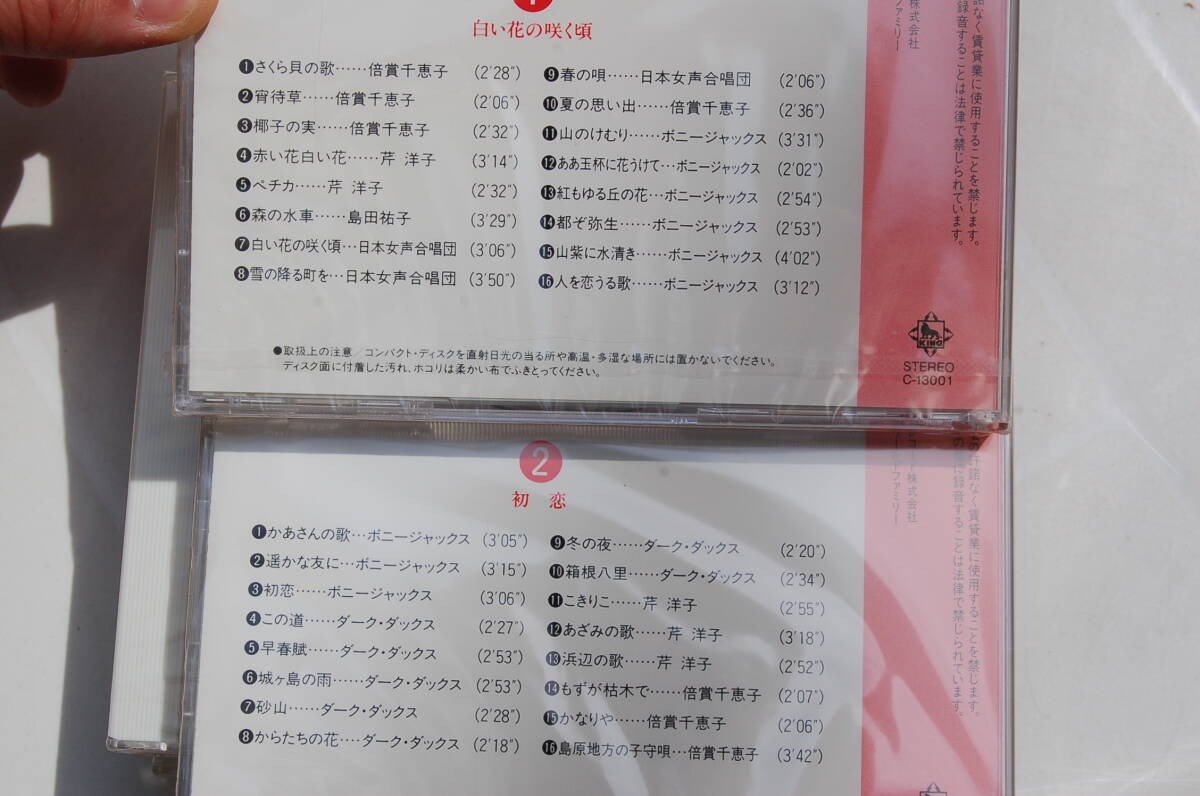 1
白い花の咲く頃
❶さくら貝の歌……倍賞千恵子 (2'28")
❷宵待草……倍賞千恵子 (2'06")
❸椰子の実……倍賞千恵子 (2'32")
❹赤い花白い花……芹 洋子 (3'14")
❺ペチカ……芹 洋子 (2'32")
❻森の水車……島田祐子 (3'29")
❼白い花の咲く頃…日本女声合唱団 (3'06")
❽雪の降る町を…日本女声合唱団 (3'50")
❾春の唄……日本女声合唱団 (2'06")
❿夏の思い出……倍賞千恵子 (2'36")
⓫山のけむり……ボニージャックス (3'31")
⓬ああ玉杯に花うけて…ボニージャックス (2'02")
⓭紅もゆる丘の花…ボニージャックス (2'54")
⓮都ぞ弥生……ボニージャックス (2'53")
⓯山紫に水清き……ボニージャックス (4'02")
⓰人を恋うる歌……ボニージャックス (3'12")
●取扱上の注意/コンパクト・ディスクを直射日光の当る所や高温・多湿な場所には置かないでください。
ディスク面に付着した汚れ、ホコリは柔かい布でふきとってください。
諾なく賃貸業に使用することを禁じます。
録音することは法律で禁じられています。
株式会社
ファミリー
KING
STEREO
C-13001
2
初 恋
❶かあさんの歌…ボニージャックス (3'05")
❷遥かな友に…ボニージャックス (3'15")
❸初恋……ボニージャックス (3'06")
❹この道……ダーク・ダックス (2'27")
❺早春賦……ダーク・ダックス (2'53")
❻城ヶ島の雨……ダーク・ダックス (2'53")
❼砂山……ダーク・ダックス (2'28")
❽からたちの花…‥ダーク・ダックス (2'18")
❾冬の夜……ダーク・ダックス (2'20")
❿箱根八里……ダーク・ダックス (2'34")
⓫こきりこ……芹 洋子 (2'55")
⓬あざみの歌……芹 洋子 (3'18")
⓭浜辺の歌……芹 洋子 (2'52")
⓮もずが枯木で……倍賞千恵子 (2'07")
⓯かなりや……倍賞千恵子 (2'06")
⓰島原地方の子守唄…倍賞千恵子 (3'42")
許諾なく賃貸業に使用することを禁じます。
に録音することは法律で禁じられています。
コード株式会社
ードファミリー